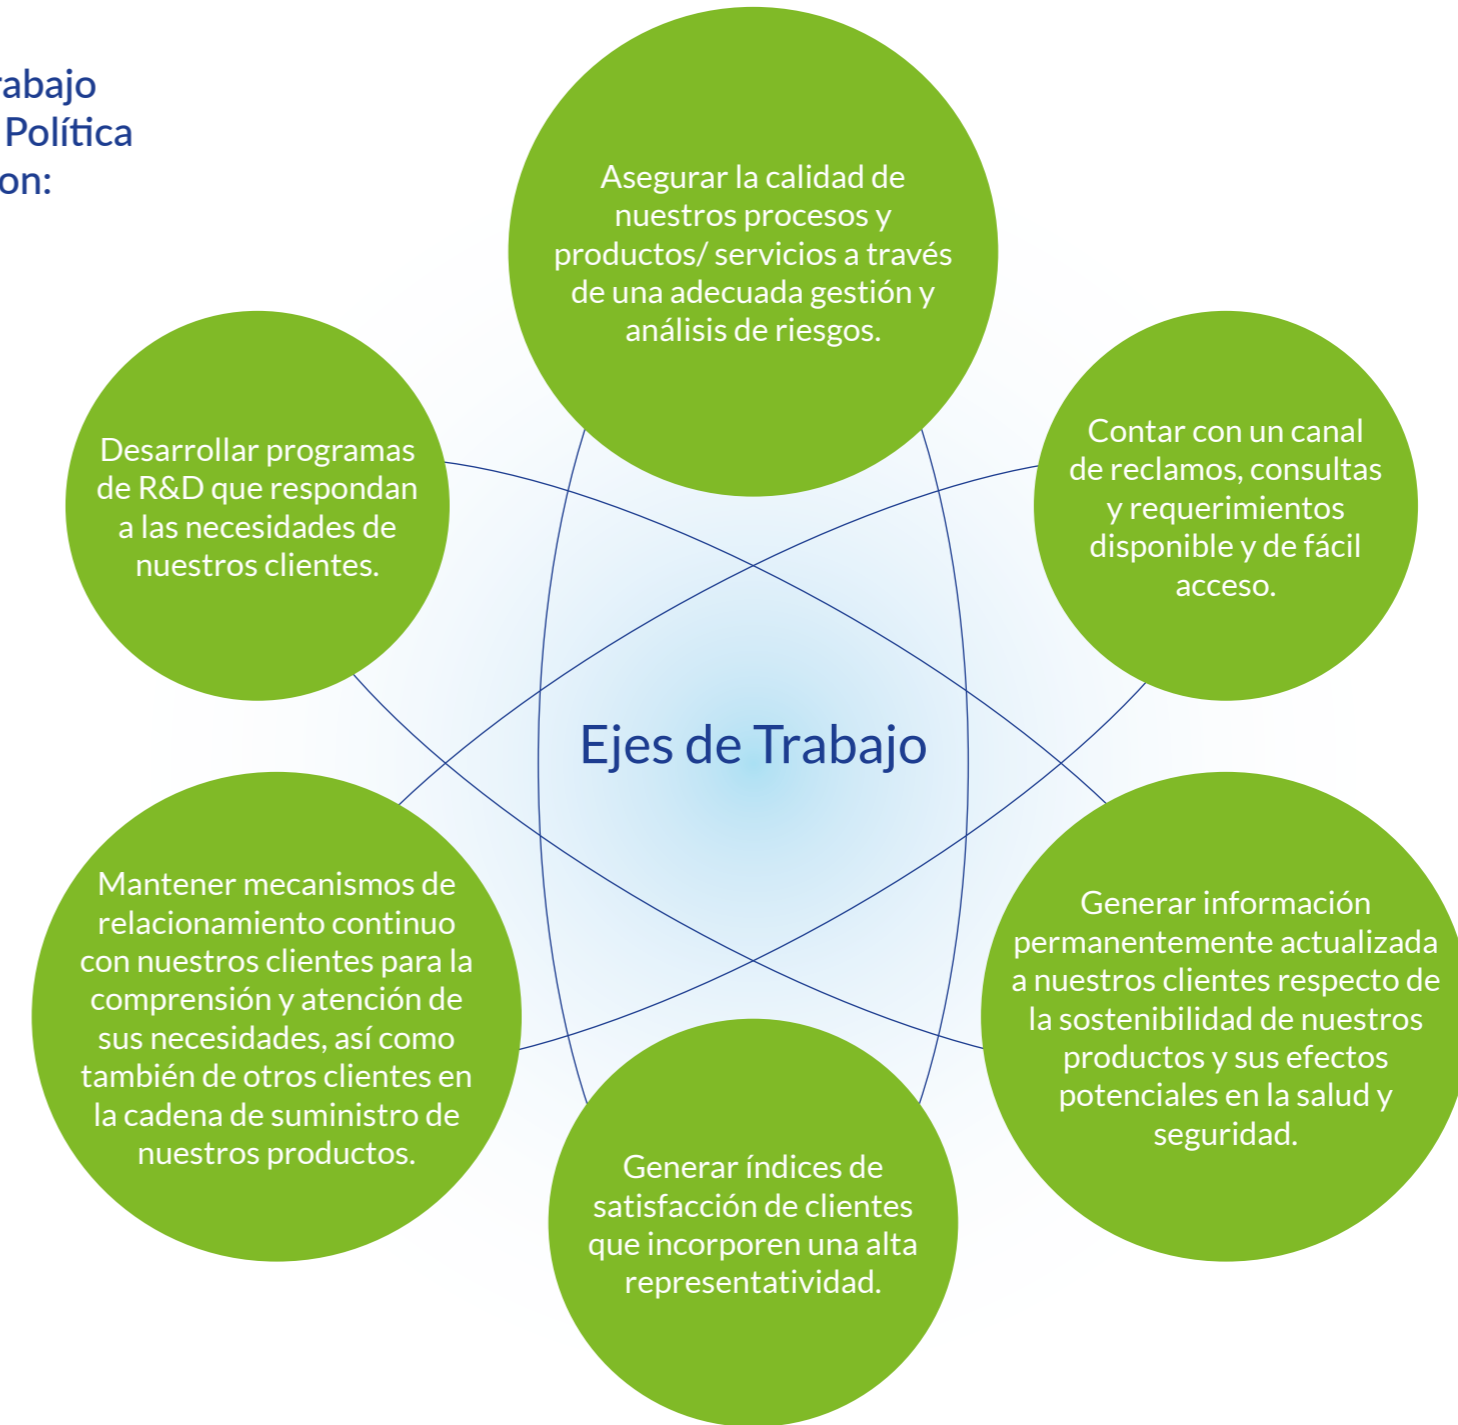 rabajo
Política
on:
Asegurar la calidad de
nuestros procesos y
productos/ servicios a través
de una adecuada gestión y
análisis de riesgos.
Contar con un canal
de reclamos, consultas
y requerimientos
disponible y de fácil
acceso.
Generar información
permanentemente actualizada
a nuestros clientes respecto de
la sostenibilidad de nuestros
productos y sus efectos
potenciales en la salud y
seguridad.
Generar índices de
satisfacción de clientes
que incorporen una alta
representatividad.
Mantener mecanismos de
relacionamiento continuo
con nuestros clientes para la
comprensión y atención de
sus necesidades, así como
también de otros clientes en
la cadena de suministro de
nuestros productos.
Desarrollar programas
de R&D que respondan
a las necesidades de
nuestros clientes.
Ejes de Trabajo